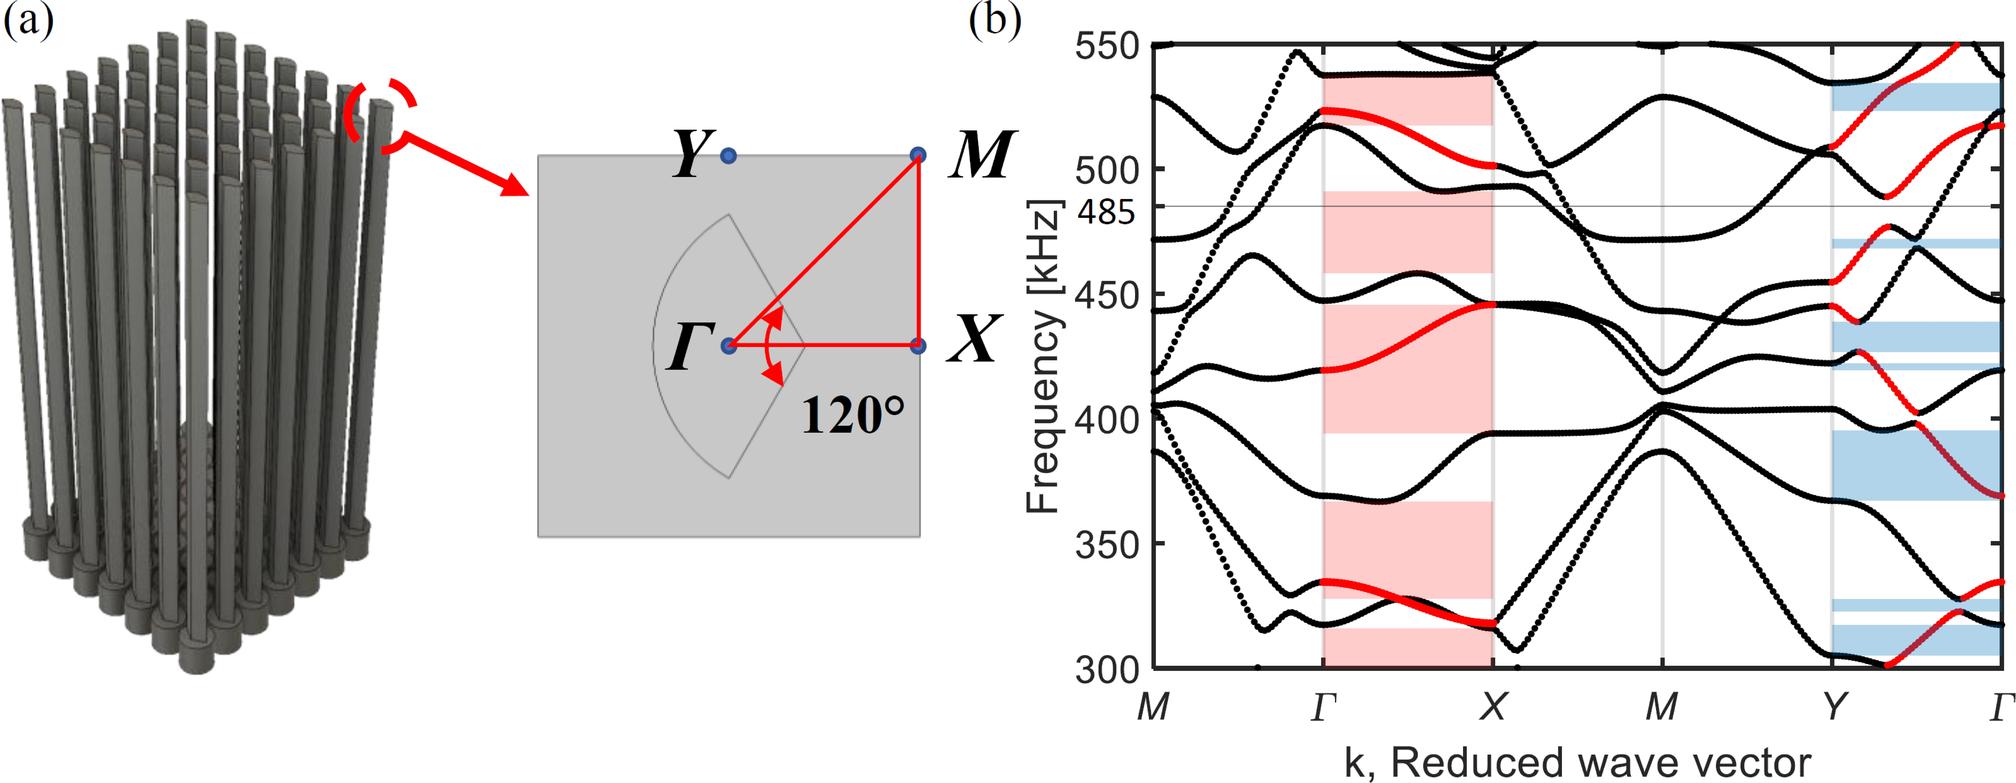 (a)
Y
M
Γ
X
120°
(b)
Frequency [kHz]
550
500
485
450
400
350
300
M
Γ
X
M
Y
Γ
k, Reduced wave vector